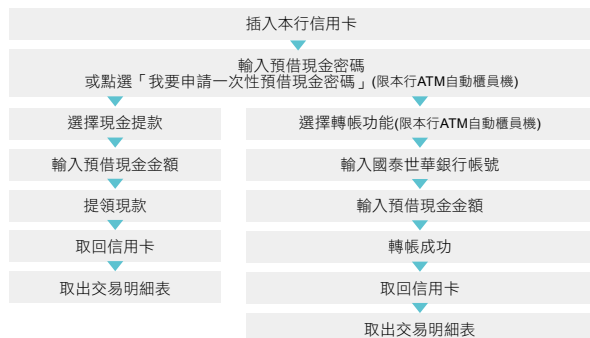 插入本行信用卡
輸入預借現金密碼
或點選「我要申請一次性預借現金密碼」(限本行ATM自動櫃員機)
選擇現金提款
輸入預借現金金額
提領現款
取回信用卡
取出交易明細表
選擇轉帳功能(限本行ATM自動櫃員機)
輸入國泰世華銀行帳號
輸入預借現金金額
轉帳成功
取回信用卡
取出交易明細表